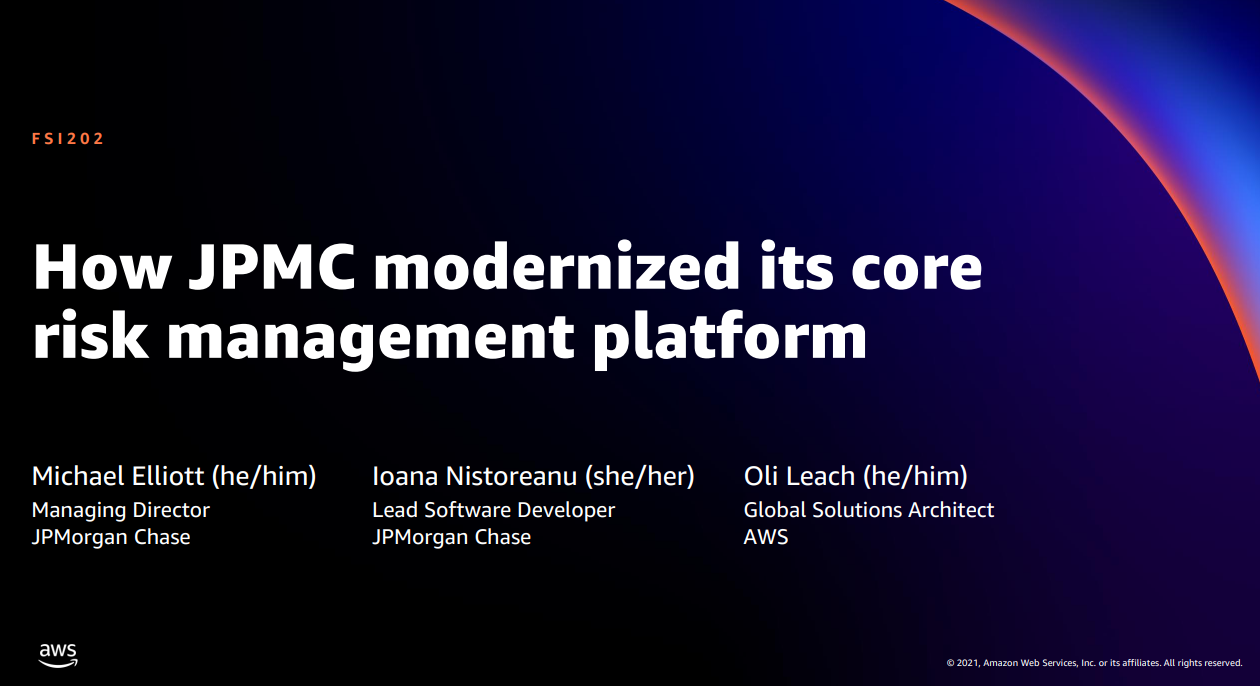 FSI202
How JPMC modernized its core
risk management platform
Michael Elliott (he/him)
Managing Director
JPMorgan Chase
Ioana Nistoreanu (she/her)
Lead Software Developer
JPMorgan Chase
Oli Leach (he/him)
Global Solutions Architect
AWS
aws
© 2021, Amazon Web Services, Inc. or its affiliates. All rights reserved.